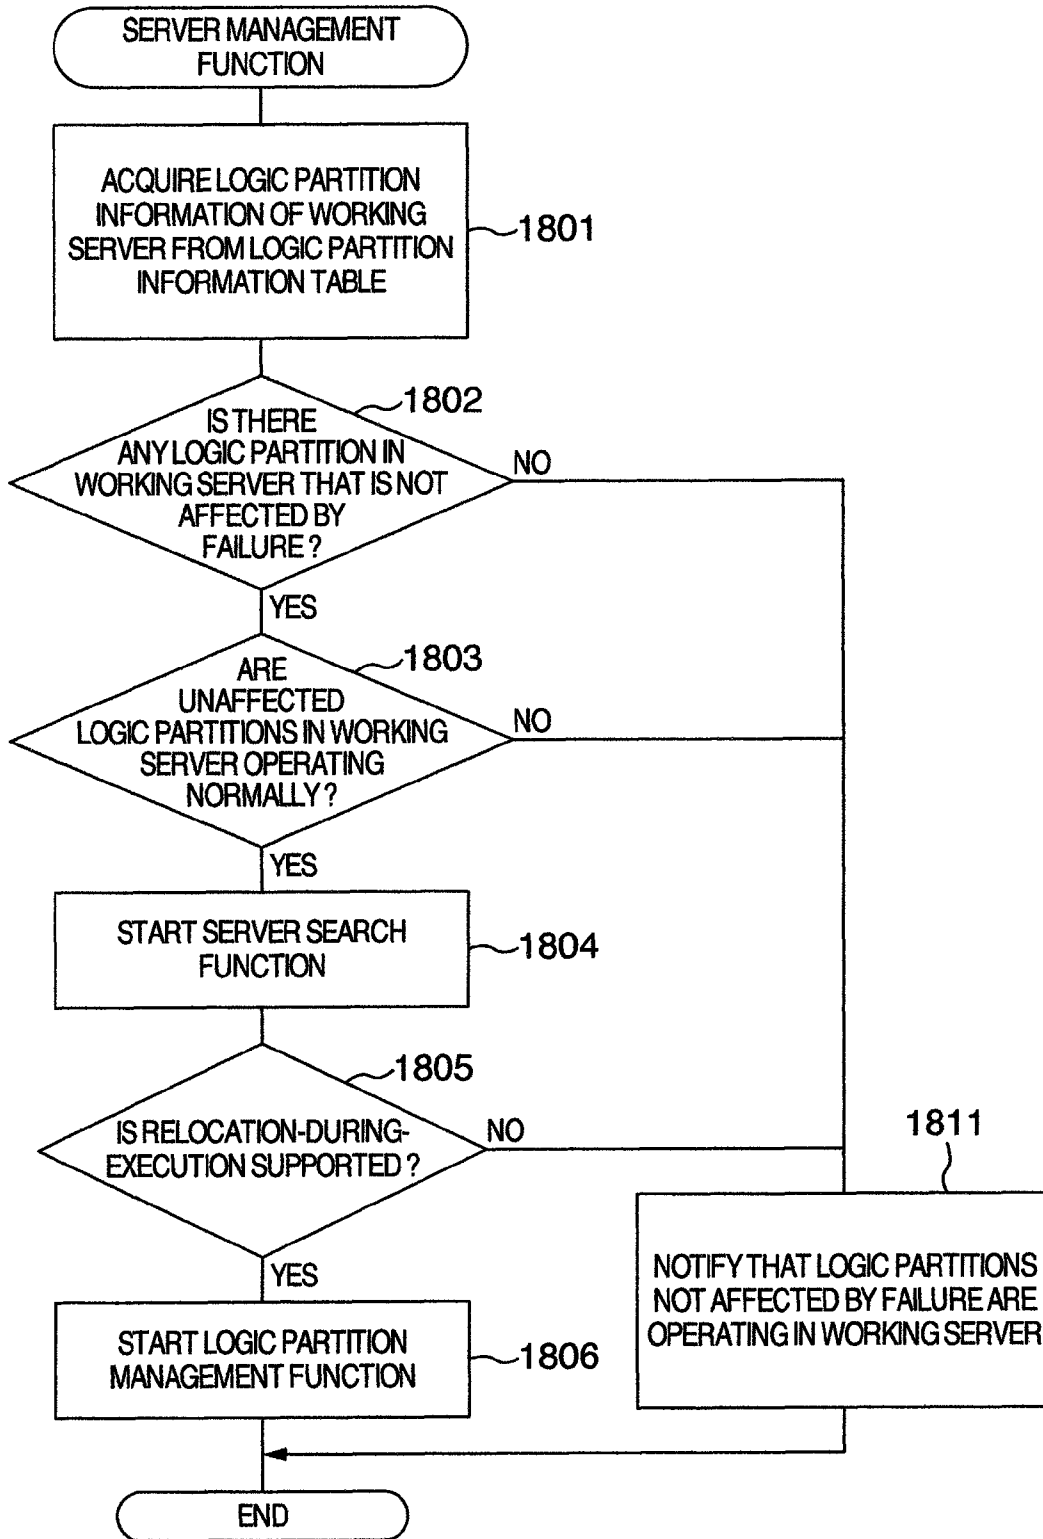 SERVER MANAGEMENT
FUNCTION
ACQUIRE LOGIC PARTITION
INFORMATION OF WORKING
SERVER FROM LOGIC PARTITION
INFORMATION TABLE
1801
1802
IS THERE
ANY LOGIC PARTITION IN
WORKING SERVER THAT IS NOT
AFFECTED BY
FAILURE?
NO
YES
1803
ARE
UNAFFECTED
LOGIC PARTITIONS IN WORKING
SERVER OPERATING
NORMALLY?
NO
YES
START SERVER SEARCH
FUNCTION
1804
1805
IS RELOCATION-DURING-
EXECUTION SUPPORTED?
NO
YES
1811
NOTIFY THAT LOGIC PARTITIONS
NOT AFFECTED BY FAILURE ARE
OPERATING IN WORKING SERVER
START LOGIC PARTITION
MANAGEMENT FUNCTION
1806
END